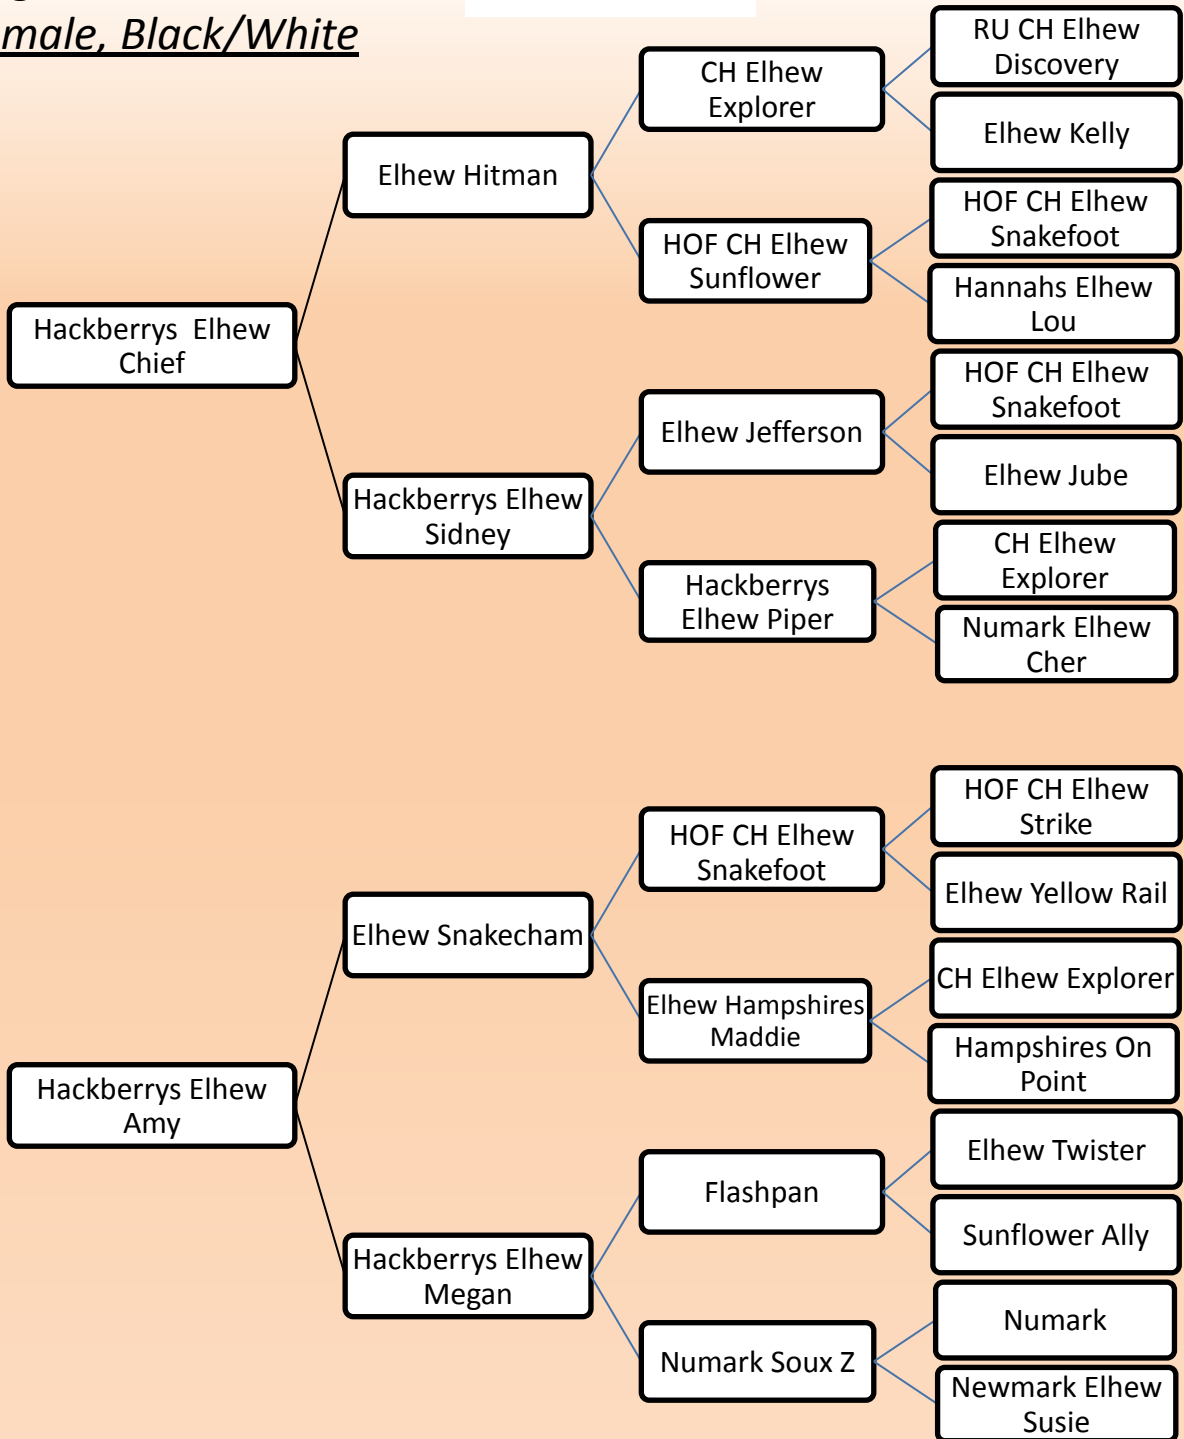 male, Black/White
RU CH Elhew
Discovery
CH Elhew
Explorer
Elhew Kelly
Elhew Hitman
HOF CH Elhew
Snakefoot
HOF CH Elhew
Sunflower
Hannahs Elhew
Lou
Hackberrys Elhew
Chief
HOF CH Elhew
Snakefoot
Elhew Jefferson
Elhew Jube
Hackberrys Elhew
Sidney
CH Elhew
Explorer
Hackberrys
Elhew Piper
Numark Elhew
Cher
HOF CH Elhew
Strike
HOF CH Elhew
Snakefoot
Elhew Yellow Rail
Elhew Snakecham
CH Elhew Explorer
Elhew Hampshires
Maddie
Hampshires On
Point
Hackberrys Elhew
Amy
Elhew Twister
Flashpan
Sunflower Ally
Hackberrys Elhew
Megan
Numark
Numark Soux Z
Newmark Elhew
Susie